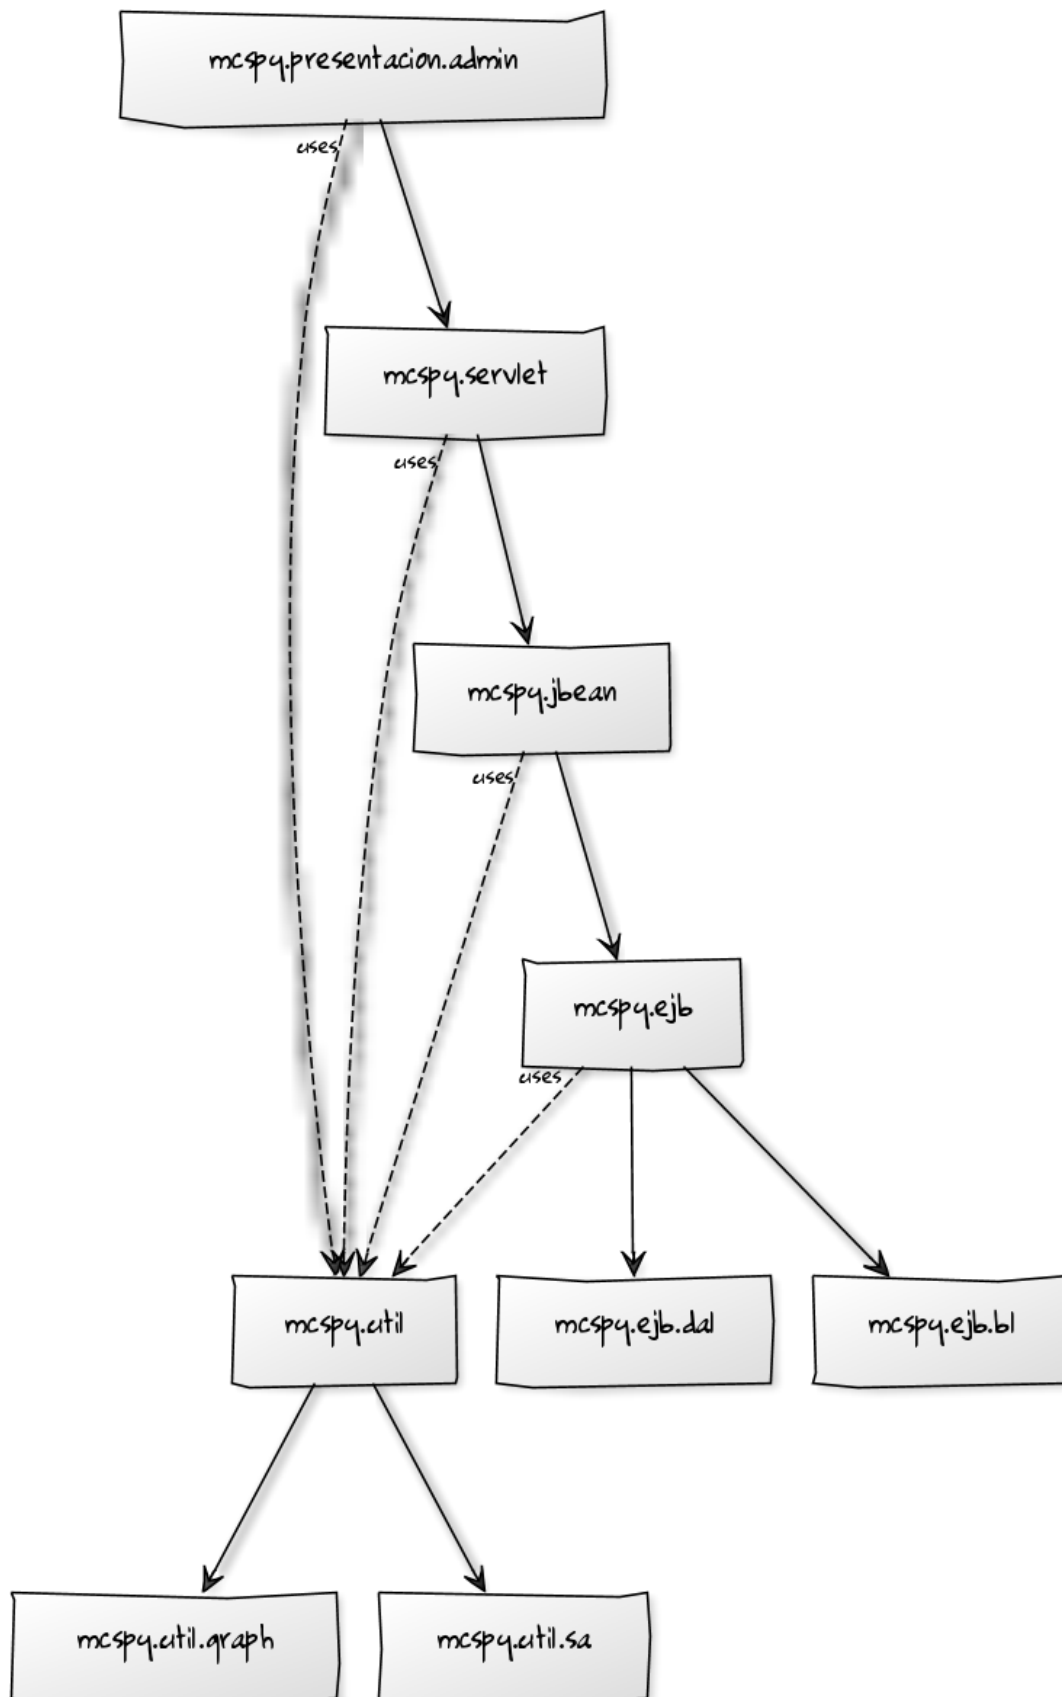 mcspy.presentacion.admin
uses
mcspy.servlet
uses
mcspy.jbean
uses
mcspy.ejb
uses
mcspy.util
mcspy.ejb.dal
mcspy.ejb.bl
mcspy.util.graph
mcspy.util.sa